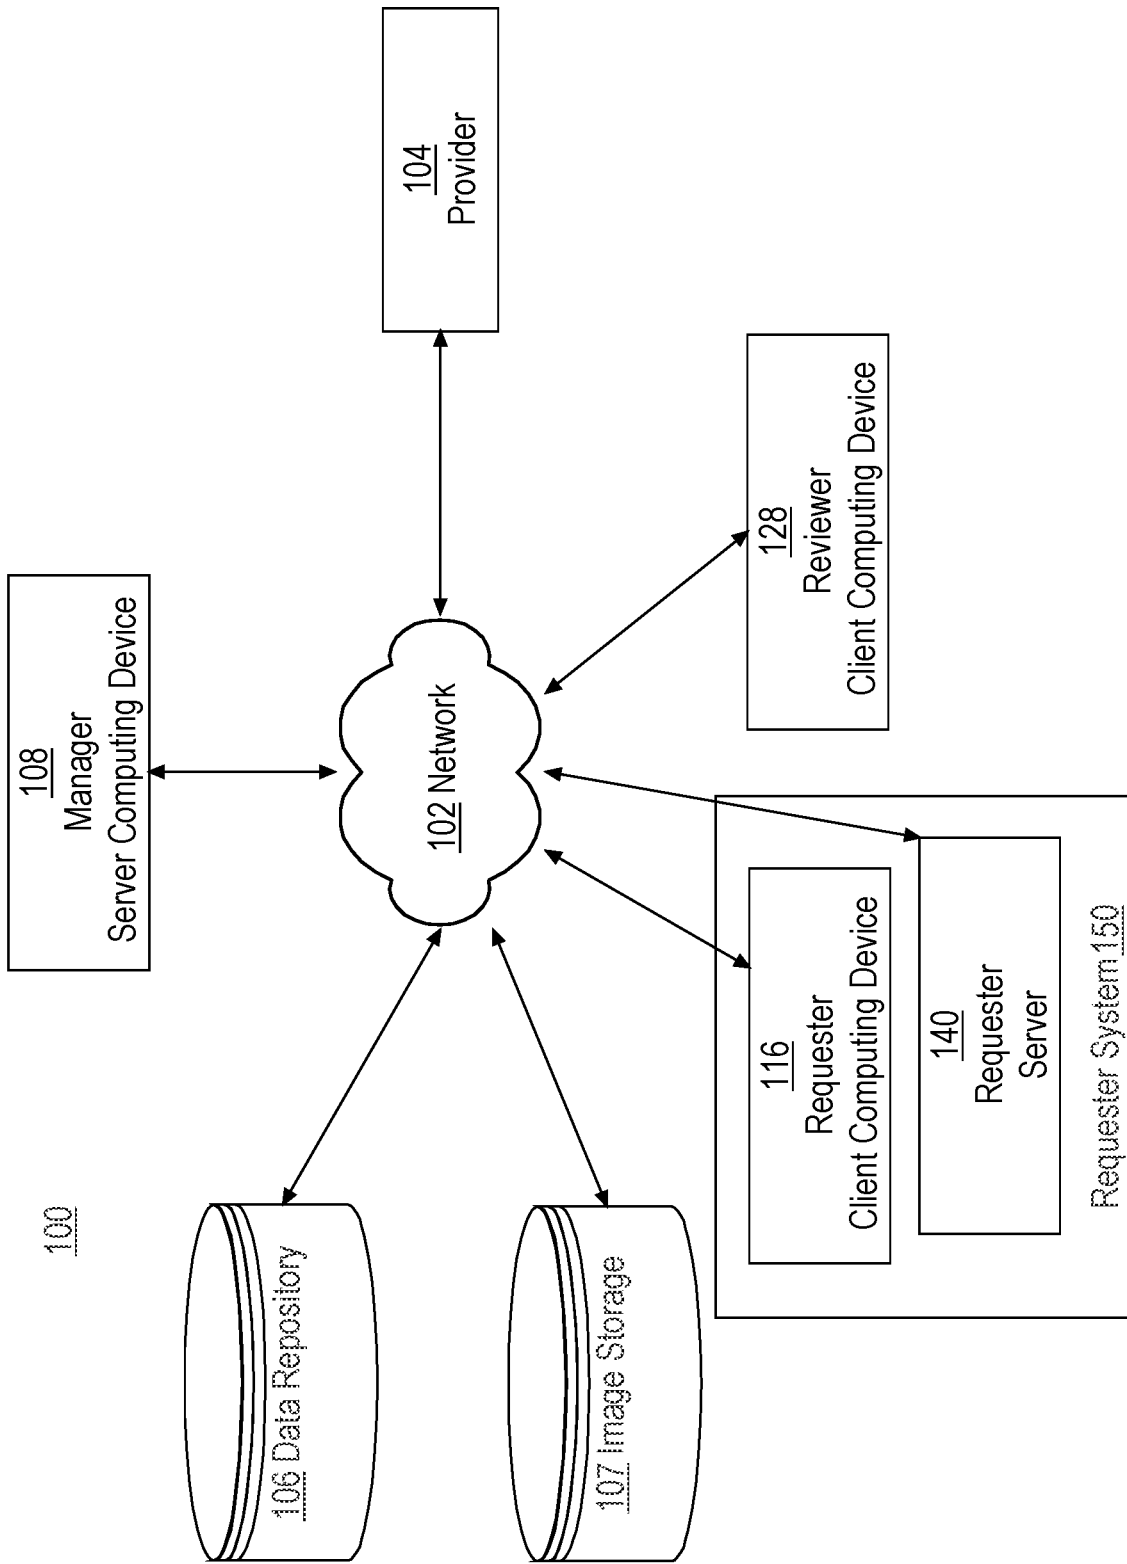 100
108
Manager
Server Computing Device
106 Data Repository
102 Network
104
Provider
107 Image Storage
116
Requester
Client Computing Device
128
Reviewer
Client Computing Device
140
Requester
Server
Requester System 150